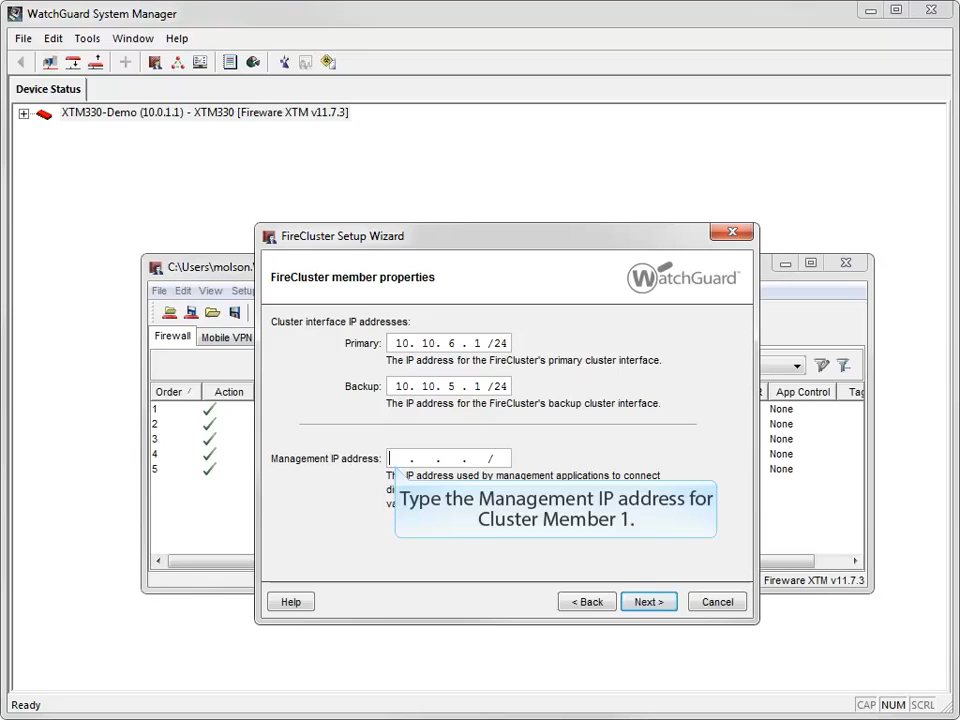 WatchGuard System Manager
File Edit Tools Window Help
Device Status
XTM330-Demo (10.0.1.1) - XTM330 [Fireware XTM v11.7.3]
FireCluster Setup Wizard
C:\Users\molson.
File Edit View Setu
FireCluster member properties
WatchGuard
Firewall Mobile VPN
Cluster interface IP addresses:
Primary: 10. 10. 6 . 1 /24
The IP address for the FireCluster's primary cluster interface.
Backup: 10. 10. 5 . 1 /24
The IP address for the FireCluster's backup cluster interface.
Order / Action App Control Tag
1 None
2 None
3 None
4 None
5 None
Management IP address: . . . /
IP address used by management applications to connect
Type the Management IP address for
Cluster Member 1.
Fireware XTM v11.7.3
Help < Back Next > Cancel
Ready CAP NUM SCRL